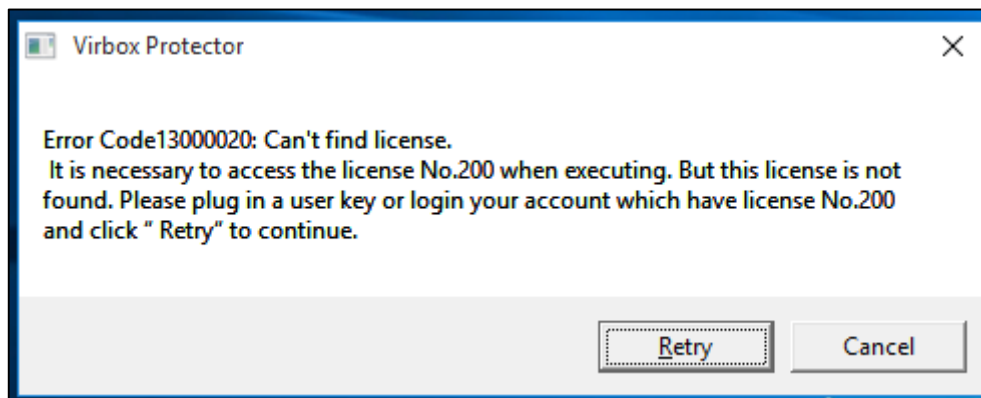 Virbox Protector
Error Code13000020: Can't find license.
It is necessary to access the license No.200 when executing. But this license is not
found. Please plug in a user key or login your account which have license No.200
and click “ Retry” to continue.
Retry
Cancel